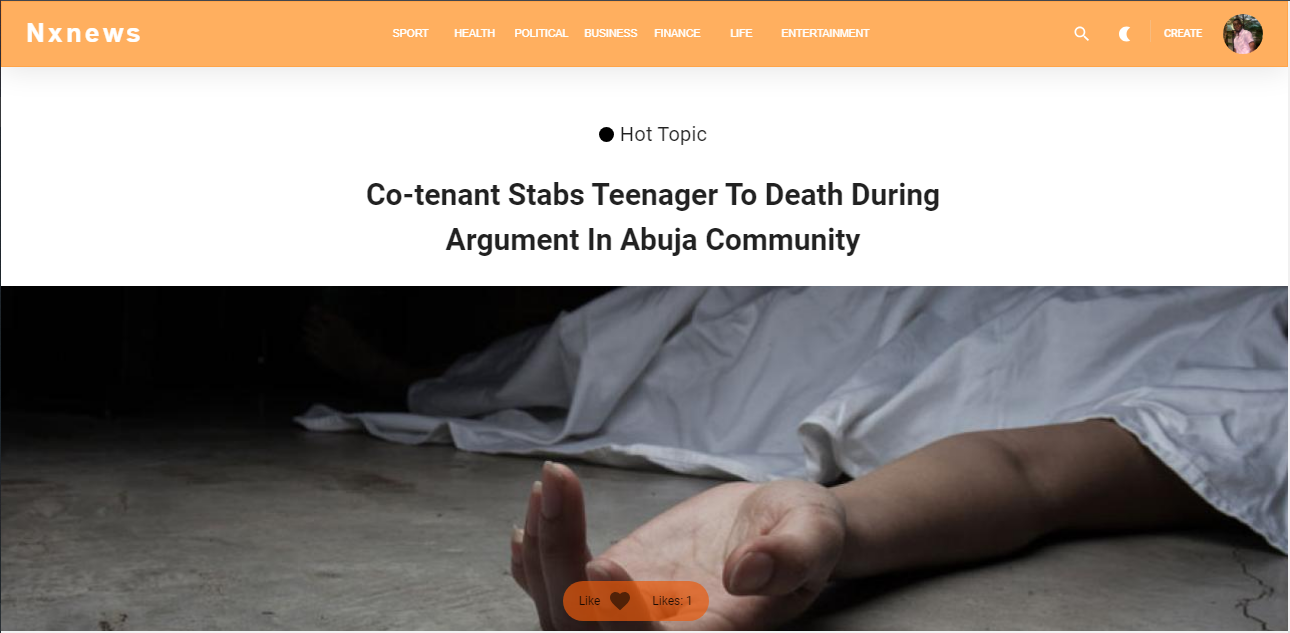 Nxnews
SPORT HEALTH POLITICAL BUSINESS FINANCE LIFE ENTERTAINMENT CREATE
Hot Topic
Co-tenant Stabs Teenager To Death During
Argument In Abuja Community
Like Likes: 1